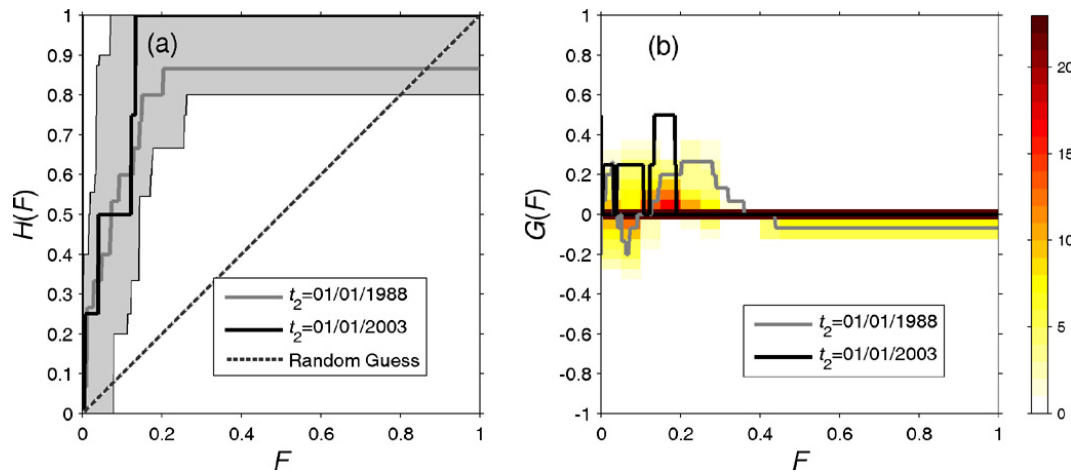 (a)
H(F)
1
0.9
0.8
0.7
0.6
0.5
0.4
0.3
0.2
0.1
0
t2=01/01/1988
t2=01/01/2003
Random Guess
0 0.2 0.4 0.6 0.8 1
F
(b)
G(F)
1
0.8
0.6
0.4
0.2
0
-0.2
-0.4
-0.6
-0.8
-1
t2=01/01/1988
t2=01/01/2003
0 0.2 0.4 0.6 0.8 1
F
20
15
10
5
0